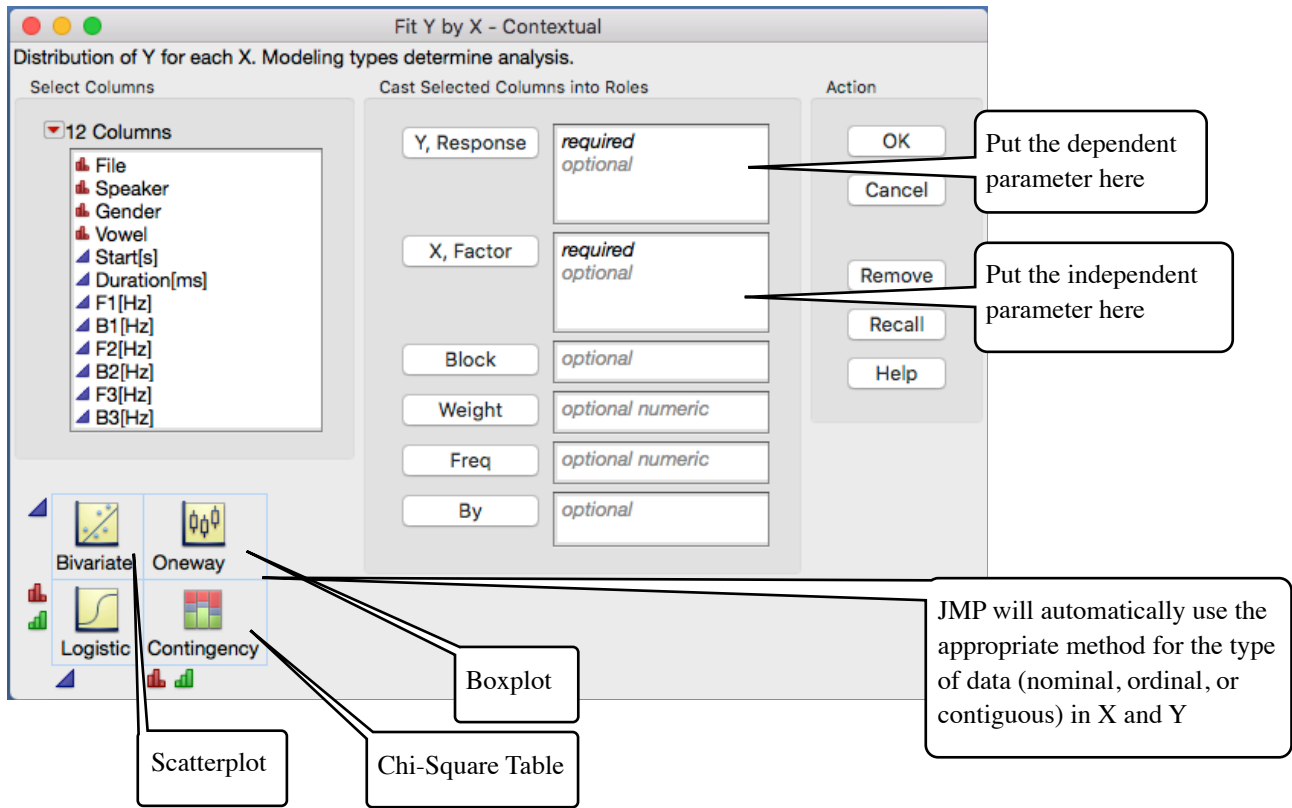 Fit Y by X - Contextual
Distribution of Y for each X. Modeling types determine analysis.
Select Columns
12 Columns
File
Speaker
Gender
Vowel
Start[s]
Duration[ms]
F1[Hz]
B1[Hz]
F2[Hz]
B2[Hz]
F3[Hz]
B3[Hz]
Cast Selected Columns into Roles
Y, Response
required
optional
X, Factor
required
optional
Block
optional
Weight
optional numeric
Freq
optional numeric
By
optional
Action
OK
Cancel
Remove
Recall
Help
Put the dependent
parameter here
Put the independent
parameter here
Bivariate
Oneway
Logistic
Contingency
JMP will automatically use the
appropriate method for the type
of data (nominal, ordinal, or
contiguous) in X and Y
Boxplot
Scatterplot
Chi-Square Table